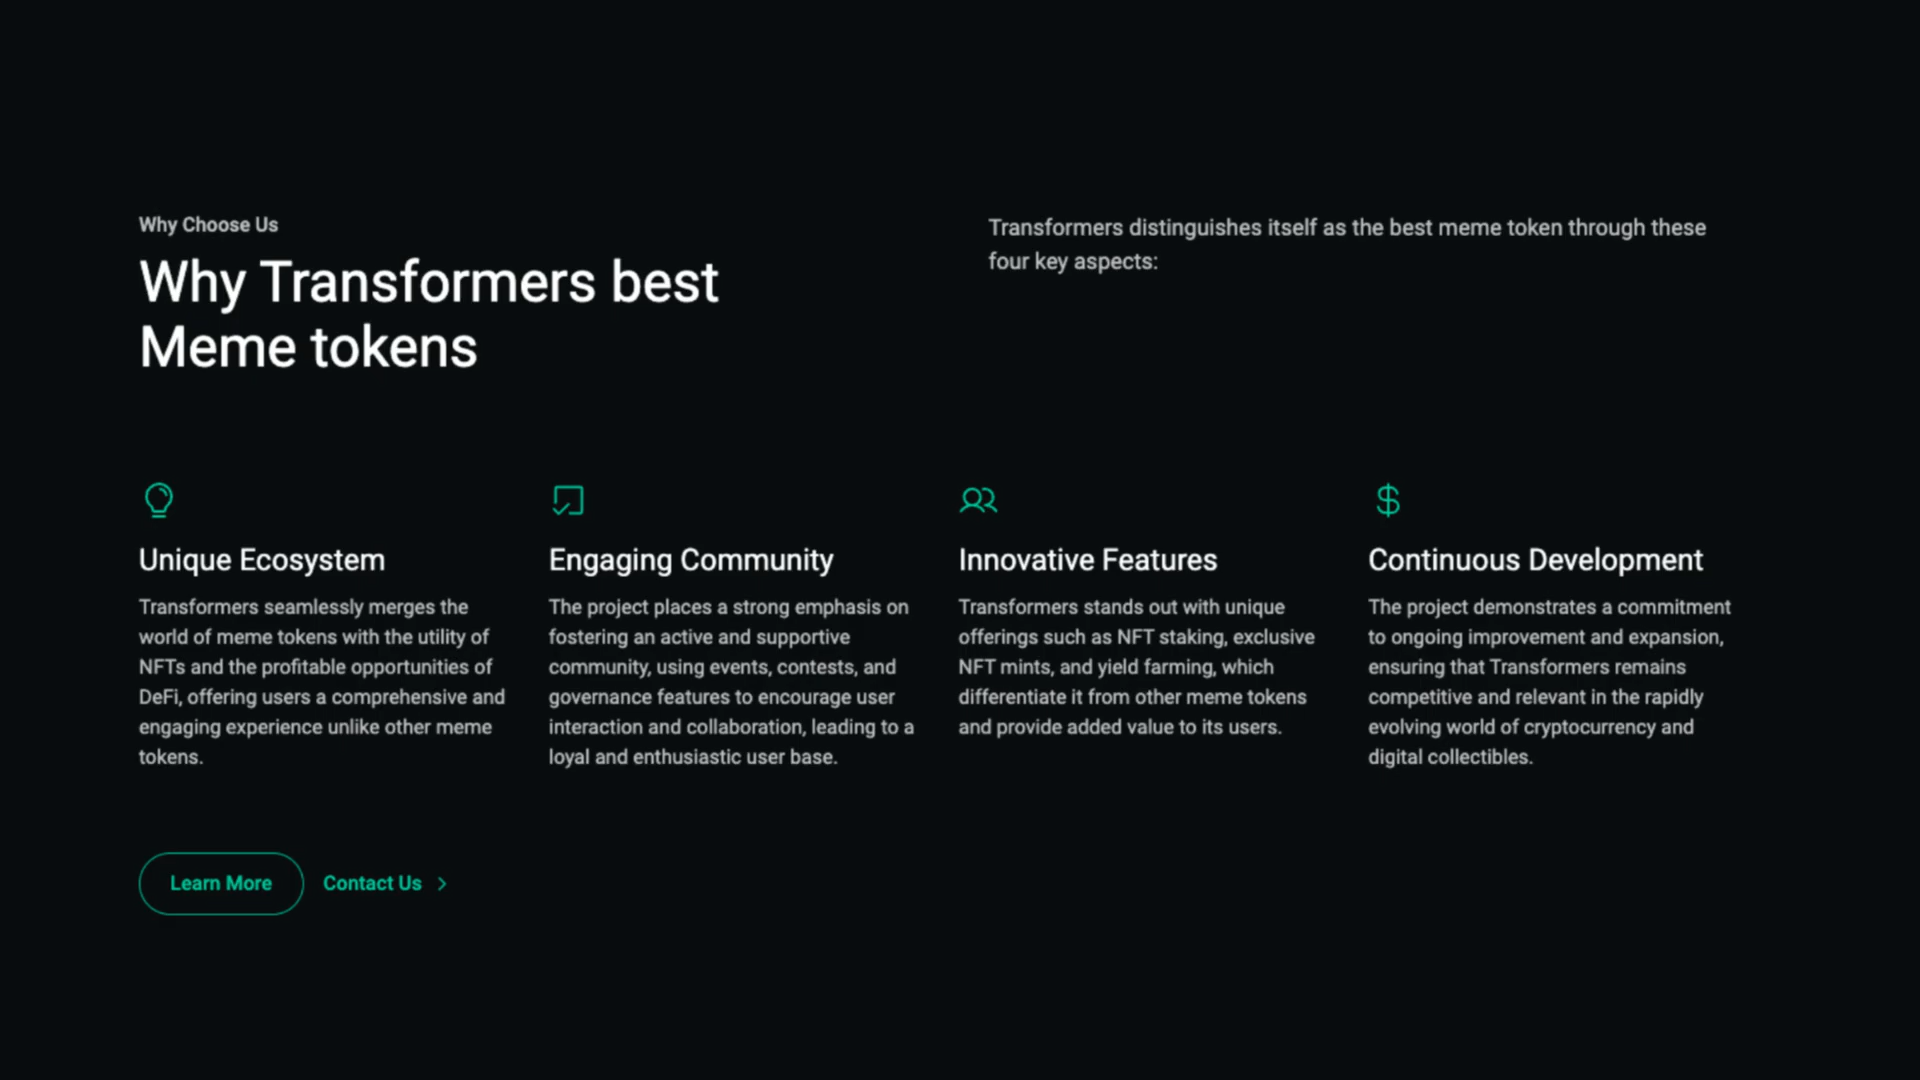 Why Choose Us
Why Transformers best
Meme tokens
Transformers distinguishes itself as the best meme token through these
four key aspects:
Unique Ecosystem
Transformers seamlessly merges the
world of meme tokens with the utility of
NFTs and the profitable opportunities of
DeFi, offering users a comprehensive and
engaging experience unlike other meme
tokens.
Engaging Community
The project places a strong emphasis on
fostering an active and supportive
community, using events, contests, and
governance features to encourage user
interaction and collaboration, leading to a
loyal and enthusiastic user base.
Innovative Features
Transformers stands out with unique
offerings such as NFT staking, exclusive
NFT mints, and yield farming, which
differentiate it from other meme tokens
and provide added value to its users.
Continuous Development
The project demonstrates a commitment
to ongoing improvement and expansion,
ensuring that Transformers remains
competitive and relevant in the rapidly
evolving world of cryptocurrency and
digital collectibles.
Learn More
Contact Us